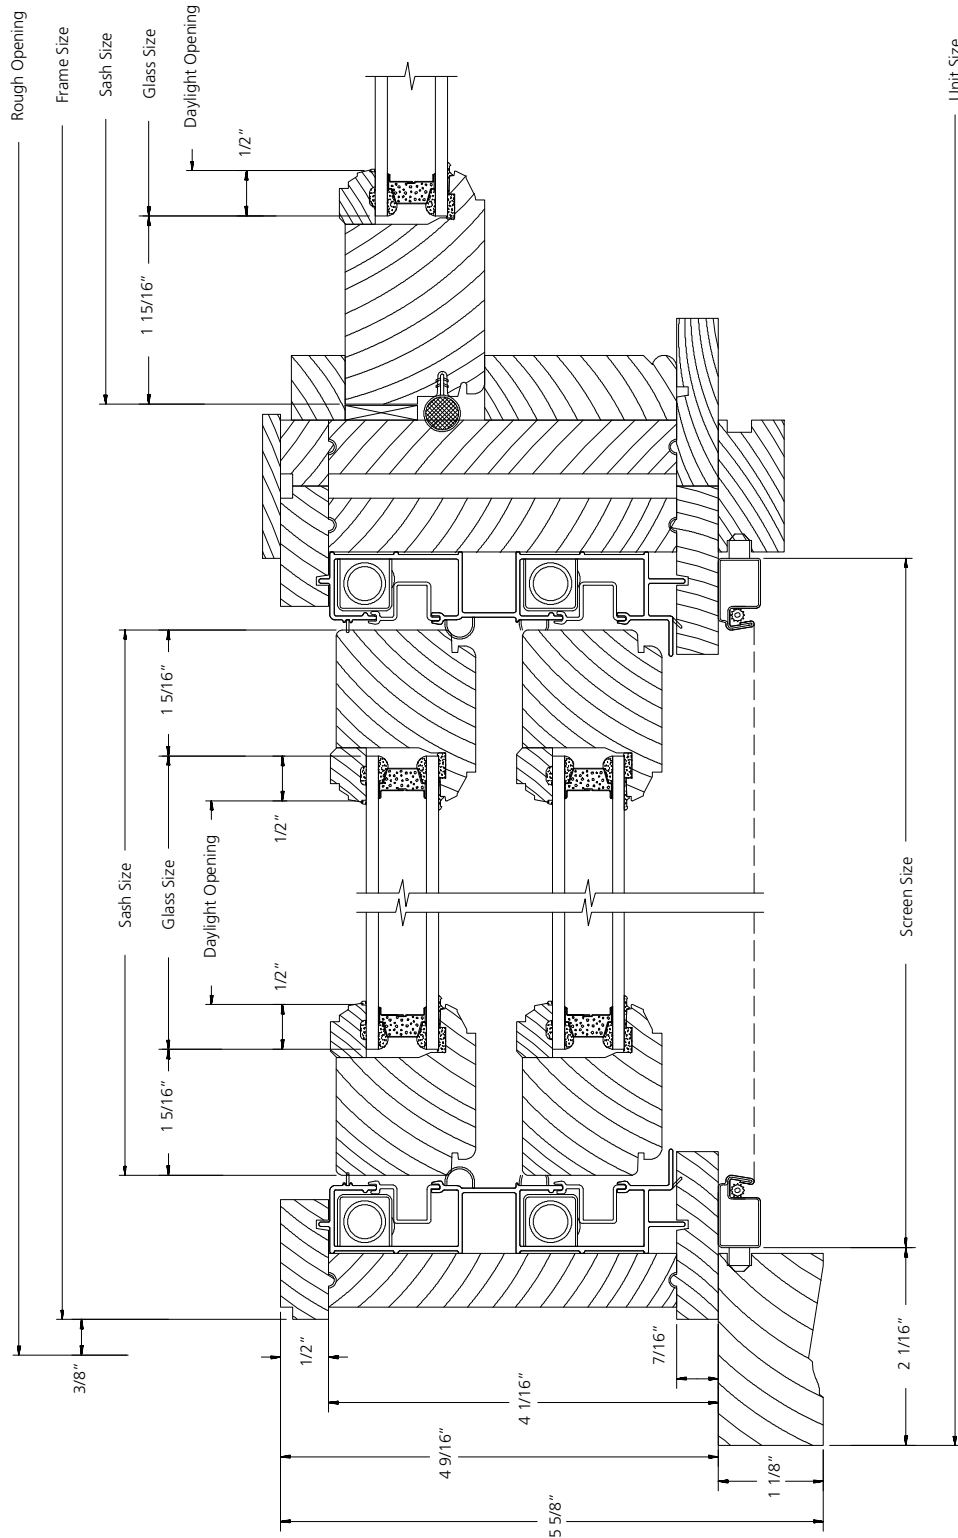 Rough Opening
Frame Size
Sash Size
Glass Size
Daylight Opening
1/2"
1 15/16"
Unit Size
Sash Size
1 5/16"
Glass Size
1/2"
Daylight Opening
1/2"
1 5/16"
Screen Size
3/8"
1/2"
7/16"
4 1/16"
4 9/16"
5 5/8"
2 1/16"
1 1/8"